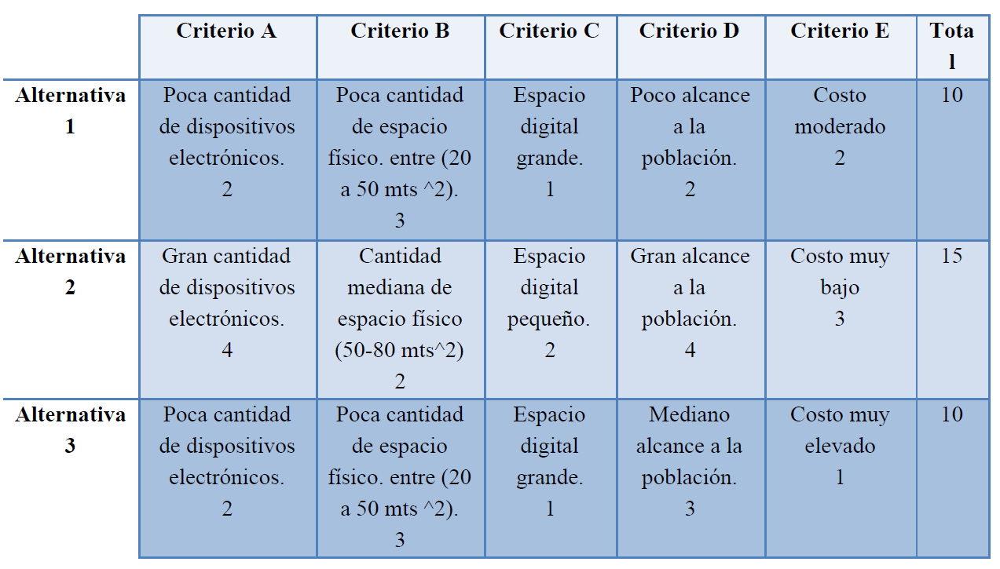 Criterio A
Criterio B
Criterio C
Criterio D
Criterio E
Tota
l
Alternativa
1
Poca cantidad
de dispositivos
electrónicos.
2
Poca cantidad
de espacio
físico. entre (20
a 50 mts ^2).
3
Espacio
digital
grande.
1
Poco alcance
a la
población.
2
Costo
moderado
2
10
Alternativa
2
Gran cantidad
de dispositivos
electrónicos.
4
Cantidad
mediana de
espacio físico
(50-80 mts^2)
2
Espacio
digital
pequeño.
2
Gran alcance
a la
población.
4
Costo muy
bajo
3
15
Alternativa
3
Poca cantidad
de dispositivos
electrónicos.
2
Poca cantidad
de espacio
físico. entre (20
a 50 mts ^2).
3
Espacio
digital
grande.
1
Mediano
alcance a la
población.
3
Costo muy
elevado
1
10